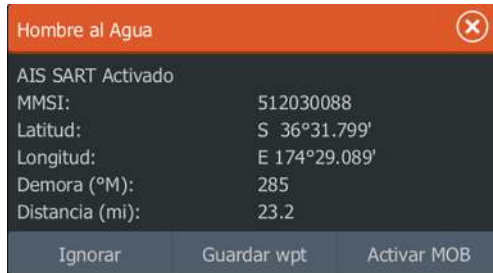 Hombre al Agua
AIS SART Activado
MMSI: 512030088
Latitud: S 36°31.799'
Longitud: E 174°29.089'
Demora (°M): 285
Distancia (mi): 23.2
Ignorar Guardar wpt Activar MOB